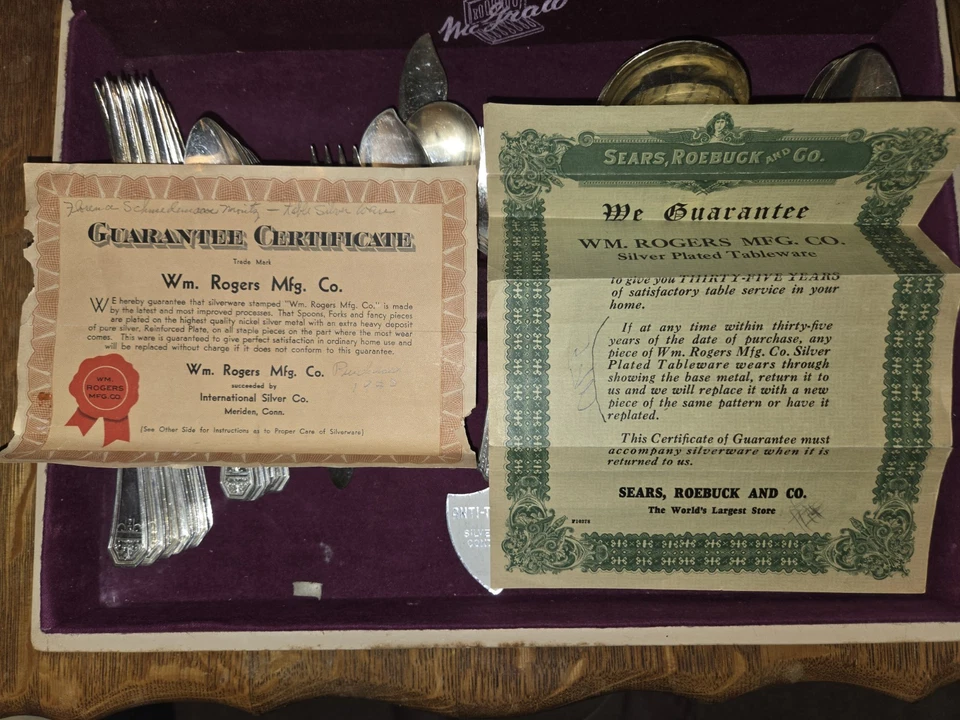 McGraw
Florence Schmiedeman Mintz - Silver Ware
GUARANTEE CERTIFICATE
Trade Mark
Wm. Rogers Mfg. Co.
WE hereby guarantee that silverware stamped "Wm. Rogers Mfg. Co." is made
by the latest and most improved processes. That Spoons, Forks and fancy pieces
are plated on the highest quality nickel silver metal with an extra heavy deposit
of pure silver, Reinforced Plate, on all staple pieces on the part where the most wear
comes. This ware is guaranteed to give perfect satisfaction in ordinary home use and
will be replaced without charge if it does not conform to this guarantee.
Wm. Rogers Mfg. Co.
succeeded by
International Silver Co.
Meriden, Conn.
(See Other Side for Instructions as to Proper Care of Silverware)
WM.
ROGERS
MFG. CO.
ANTI-T
SILVE
SEARS, ROEBUCK AND CO.
We Guarantee
WM. ROGERS MFG. CO.
Silver Plated Tableware
to give you THIRTY-FIVE YEARS
of satisfactory table service in your
home.
If at any time within thirty-five
years of the date of purchase, any
piece of Wm. Rogers Mfg. Co. Silver
Plated Tableware wears through
showing the base metal, return it to
us and we will replace it with a new
piece of the same pattern or have it
replated.
This Certificate of Guarantee must
accompany silverware when it is
returned to us.
SEARS, ROEBUCK AND CO.
The World's Largest Store